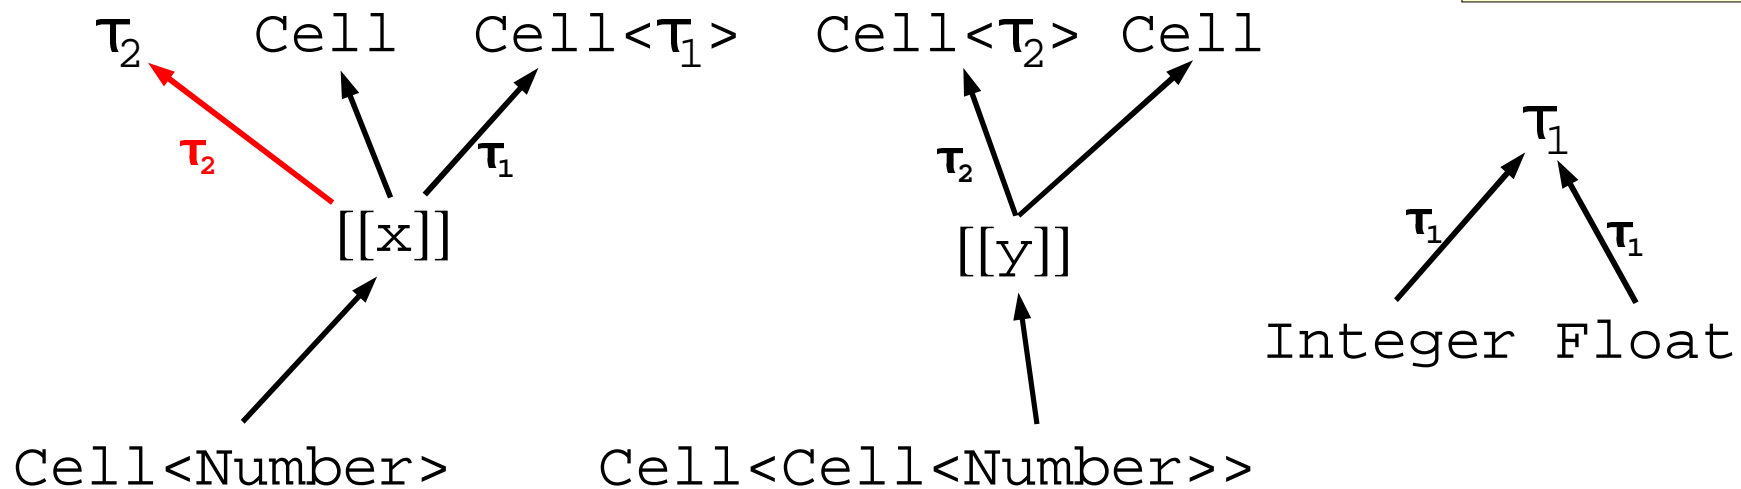 τ2 Cell Cell<τ1> Cell<τ2> Cell
τ1
τ2 τ1 τ2
τ1 τ1
[[x]] [[y]]
Integer Float
Cell<Number> Cell<Cell<Number>>